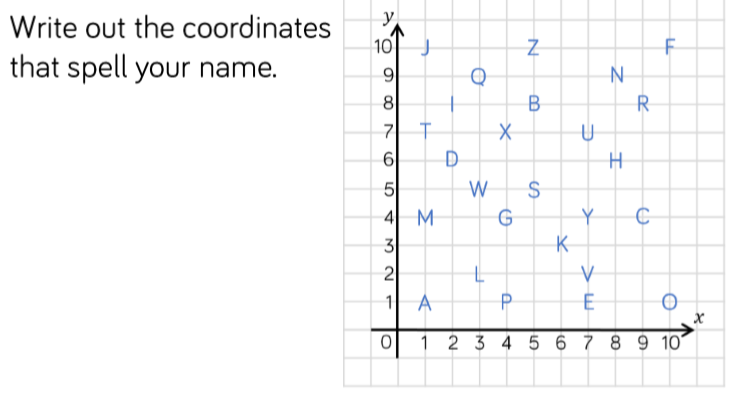 Write out the coordinates
that spell your name.
y
10 J Z F
9 Q N
8 I B R
7 T X U
6 D H
5 W S
4 M G Y C
3 K
2 L V
1 A P E O
x
0 1 2 3 4 5 6 7 8 9 10